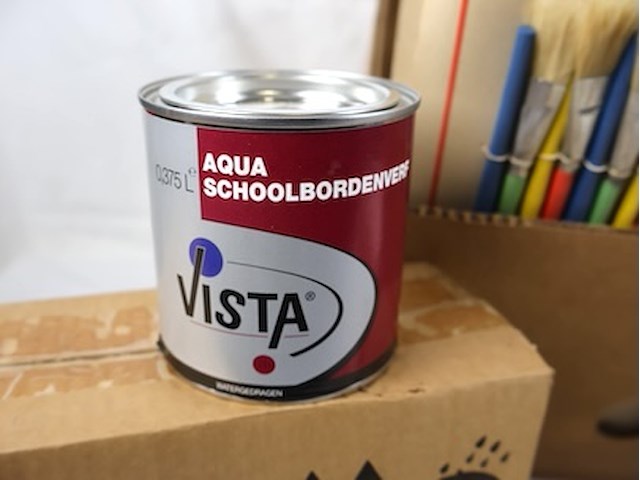 0,375 L e
AQUA
SCHOOLBORDENVERF
VISTA®
WATERGEDRAGEN